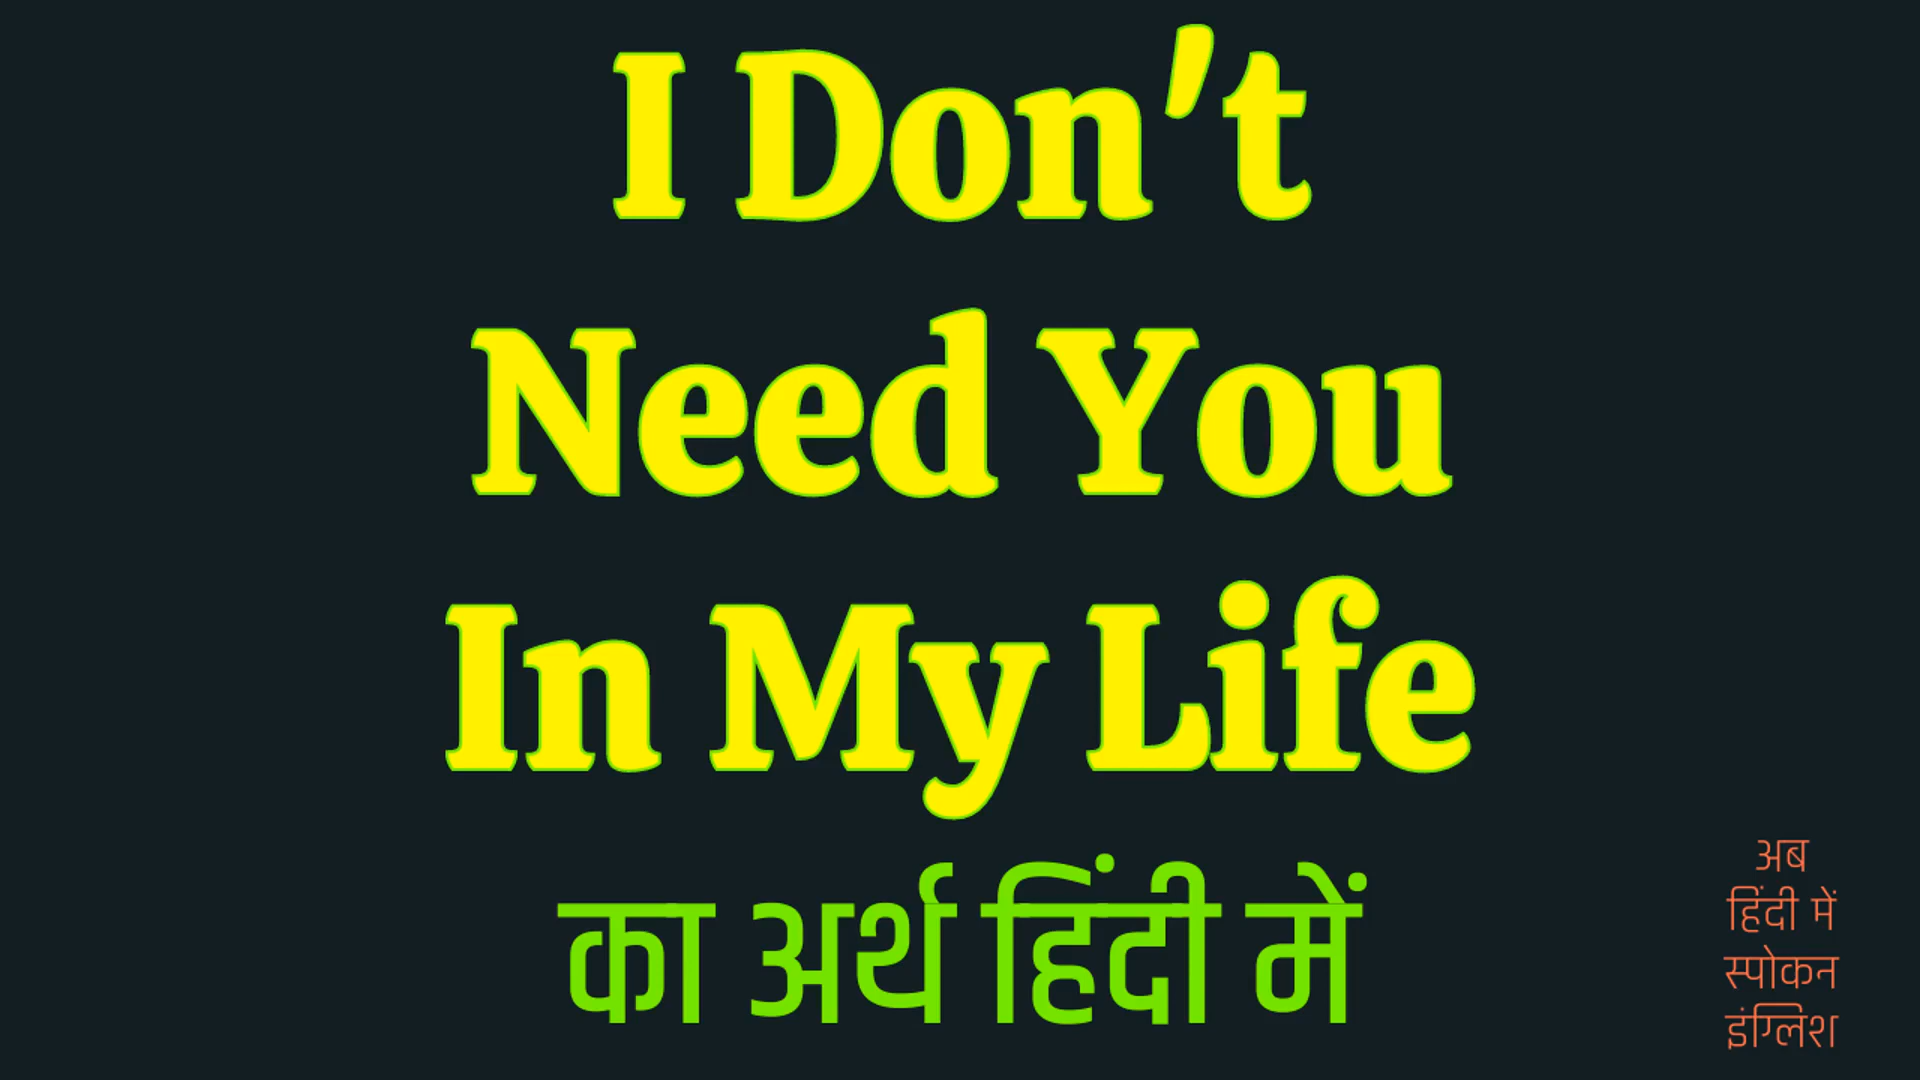 I Don't
Need You
In My Life
का अर्थ हिंदी में
अब
हिंदी में
स्पोकन
इंग्लिश